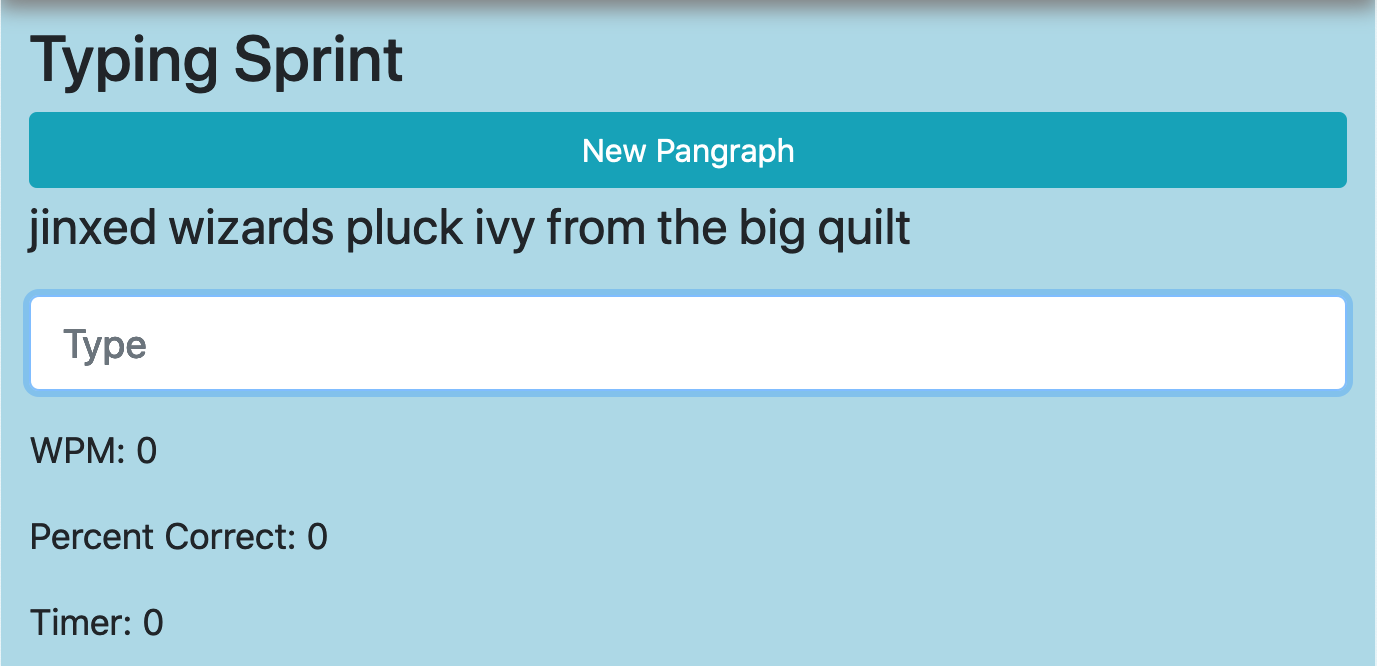 Typing Sprint
New Pangraph
jinxed wizards pluck ivy from the big quilt
Type
WPM: 0
Percent Correct: 0
Timer: 0